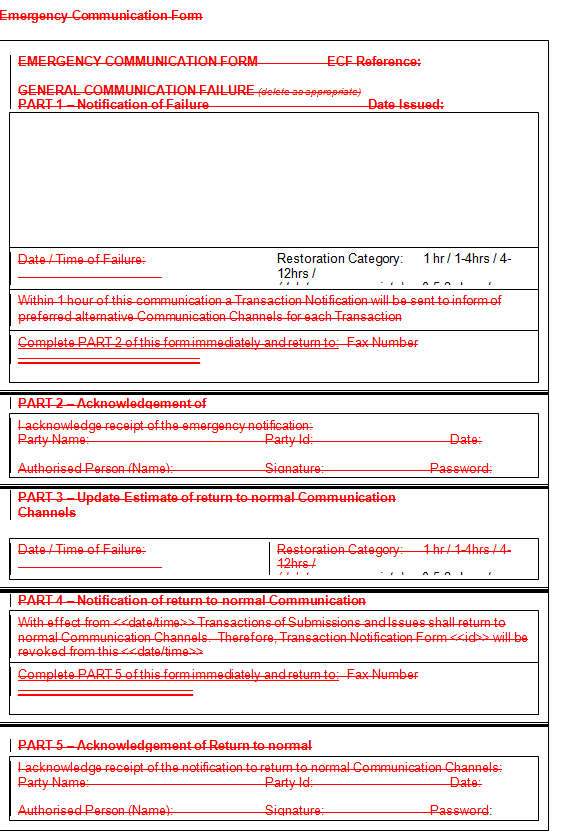 Emergency Communication Form
EMERGENCY COMMUNICATION FORM ECF Reference:
GENERAL COMMUNICATION FAILURE (delete as appropriate)
PART 1 – Notification of Failure Date Issued:
Date / Time of Failure: Restoration Category: 1 hr / 1-4hrs / 4-
12hrs /
Within 1 hour of this communication a Transaction Notification will be sent to inform of
preferred alternative Communication Channels for each Transaction
Complete PART 2 of this form immediately and return to: Fax Number
PART 2 – Acknowledgement of
I acknowledge receipt of the emergency notification:
Party Name: Party Id: Date:
Authorised Person (Name): Signature: Password:
PART 3 – Update Estimate of return to normal Communication
Channels
Date / Time of Failure: Restoration Category: 1 hr / 1-4hrs / 4-
12hrs /
PART 4 – Notification of return to normal Communication
With effect from <<date/time>> Transactions of Submissions and Issues shall return to
normal Communication Channels. Therefore, Transaction Notification Form <<id>> will be
revoked from this <<date/time>>
Complete PART 5 of this form immediately and return to: Fax Number
PART 5 – Acknowledgement of Return to normal
I acknowledge receipt of the notification to return to normal Communication Channels:
Party Name: Party Id: Date:
Authorised Person (Name): Signature: Password: